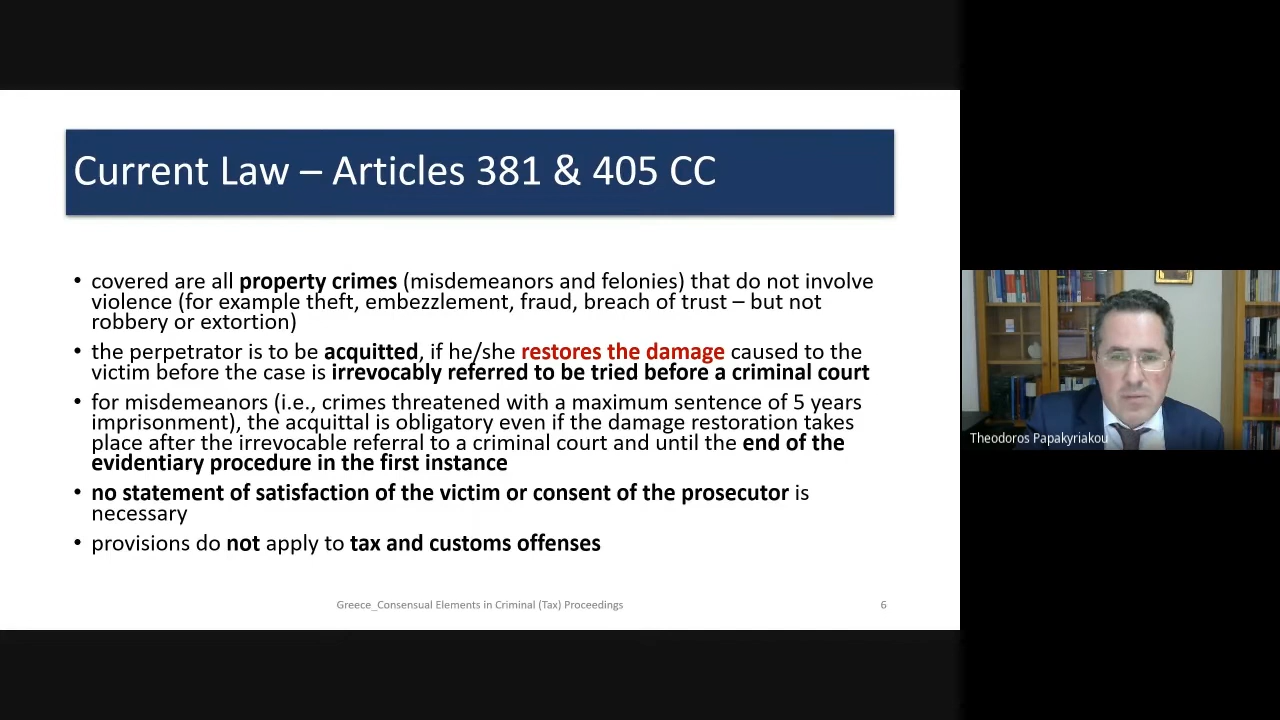 Current Law – Articles 381 & 405 CC
• covered are all property crimes (misdemeanors and felonies) that do not involve
violence (for example theft, embezzlement, fraud, breach of trust – but not
robbery or extortion)
• the perpetrator is to be acquitted, if he/she restores the damage caused to the
victim before the case is irrevocably referred to be tried before a criminal court
• for misdemeanors (i.e., crimes threatened with a maximum sentence of 5 years
imprisonment), the acquittal is obligatory even if the damage restoration takes
place after the irrevocable referral to a criminal court and until the end of the
evidentiary procedure in the first instance
• no statement of satisfaction of the victim or consent of the prosecutor is
necessary
• provisions do not apply to tax and customs offenses
Greece_Consensual Elements in Criminal (Tax) Proceedings
6
Theodoros Papakyriakou